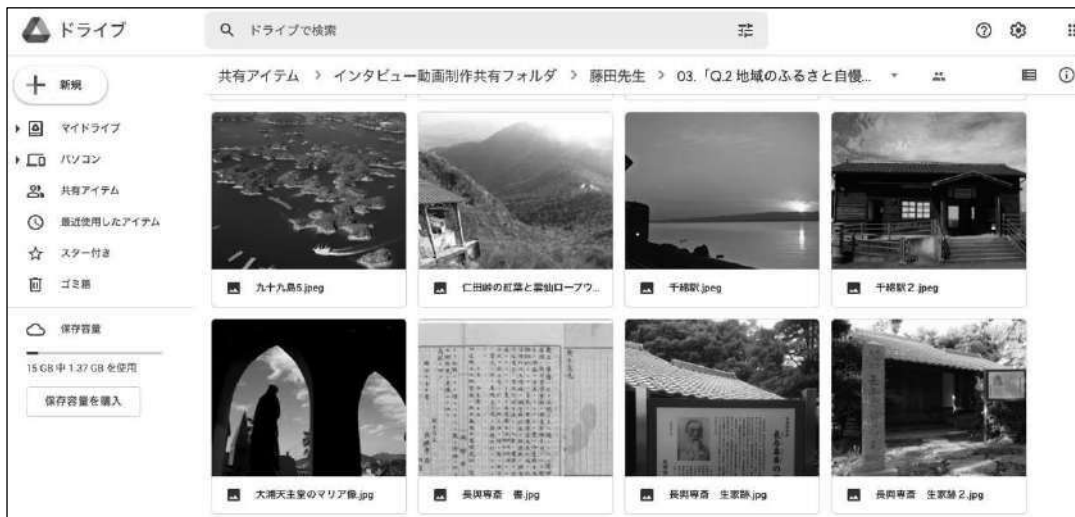 ドライブ
ドライブで検索
新規
共有アイテム > インタビュー動画制作共有フォルダ > 藤田先生 > 03.「Q.2 地域のふるさと自慢...
マイドライブ
パソコン
共有アイテム
最近使用したアイテム
スター付き
ゴミ箱
保存容量
15 GB 中 1.37 GB を使用
保存容量を購入
九十九島5.jpeg
仁田峠の紅葉と雲仙ロープウ...
千綿駅.jpeg
千綿駅2.jpeg
大浦天主堂のマリア像.jpg
長與専斎 書.jpg
長與専斎 生家跡.jpg
長與専斎 生家跡2.jpg